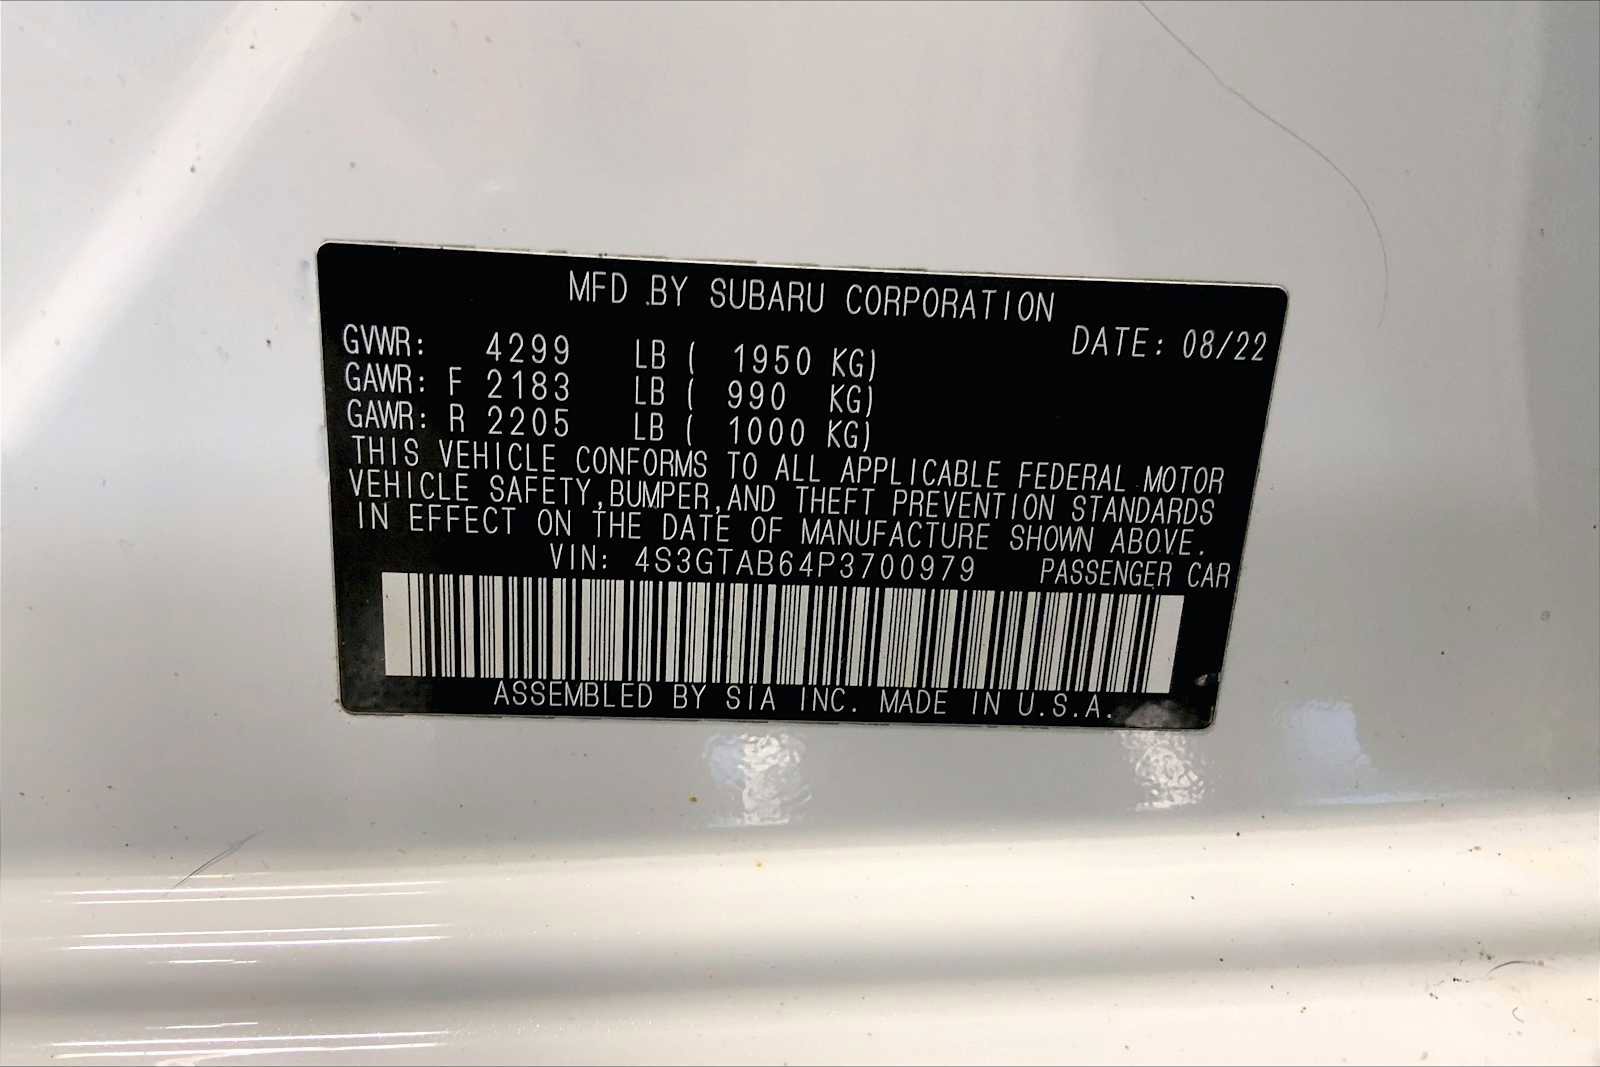 MFD.BY SUBARU CORPORATION
DATE: 08/22
GVWR: 4299 LB ( 1950 KG)
GAWR: F 2183 LB ( 990 KG)
GAWR: R 2205 LB ( 1000 KG)
THIS VEHICLE CONFORMS TO ALL APPLICABLE FEDERAL MOTOR
VEHICLE SAFETY,BUMPER,AND THEFT PREVENTION STANDARDS
IN EFFECT ON THE DATE OF MANUFACTURE SHOWN ABOVE.
VIN: 4S3GTAB64P3700979 PASSENGER CAR
ASSEMBLED BY SIA INC. MADE IN U.S.A.